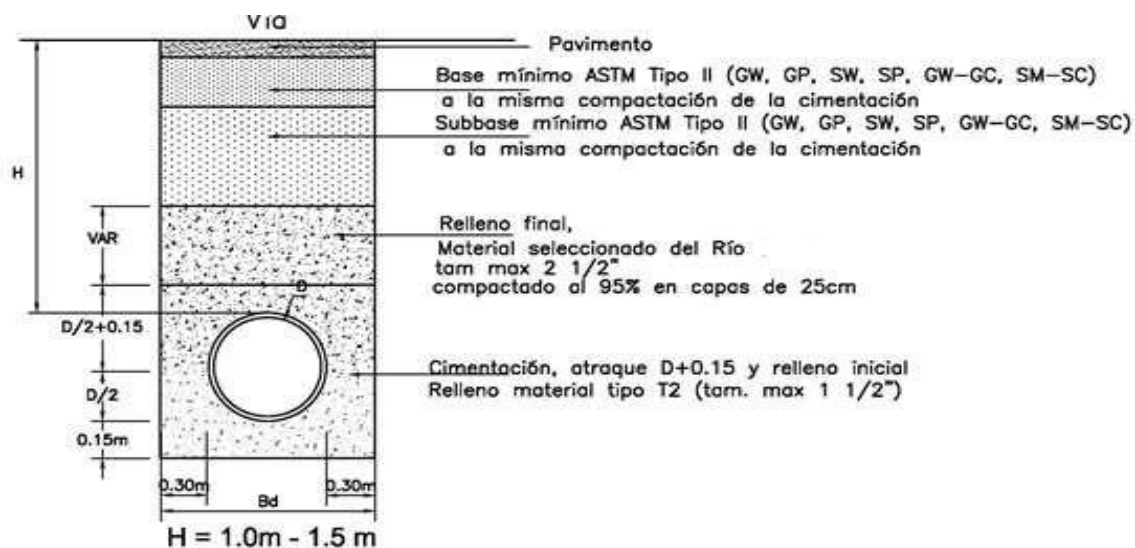 Vía
Pavimento
Base mínimo ASTM Tipo II (GW, GP, SW, SP, GW-GC, SM-SC)
a la misma compactación de la cimentación
Subbase mínimo ASTM Tipo II (GW, GP, SW, SP, GW-GC, SM-SC)
a la misma compactación de la cimentación
H
VAR
Relleno final,
Material seleccionado del Río
tam max 2 1/2"
compactado al 95% en capas de 25cm
D
D/2+0.15
Cimentación, atraque D+0.15 y relleno inicial
Relleno material tipo T2 (tam. max 1 1/2")
D/2
0.15m
0.30m
0.30m
Bd
H = 1.0m - 1.5 m